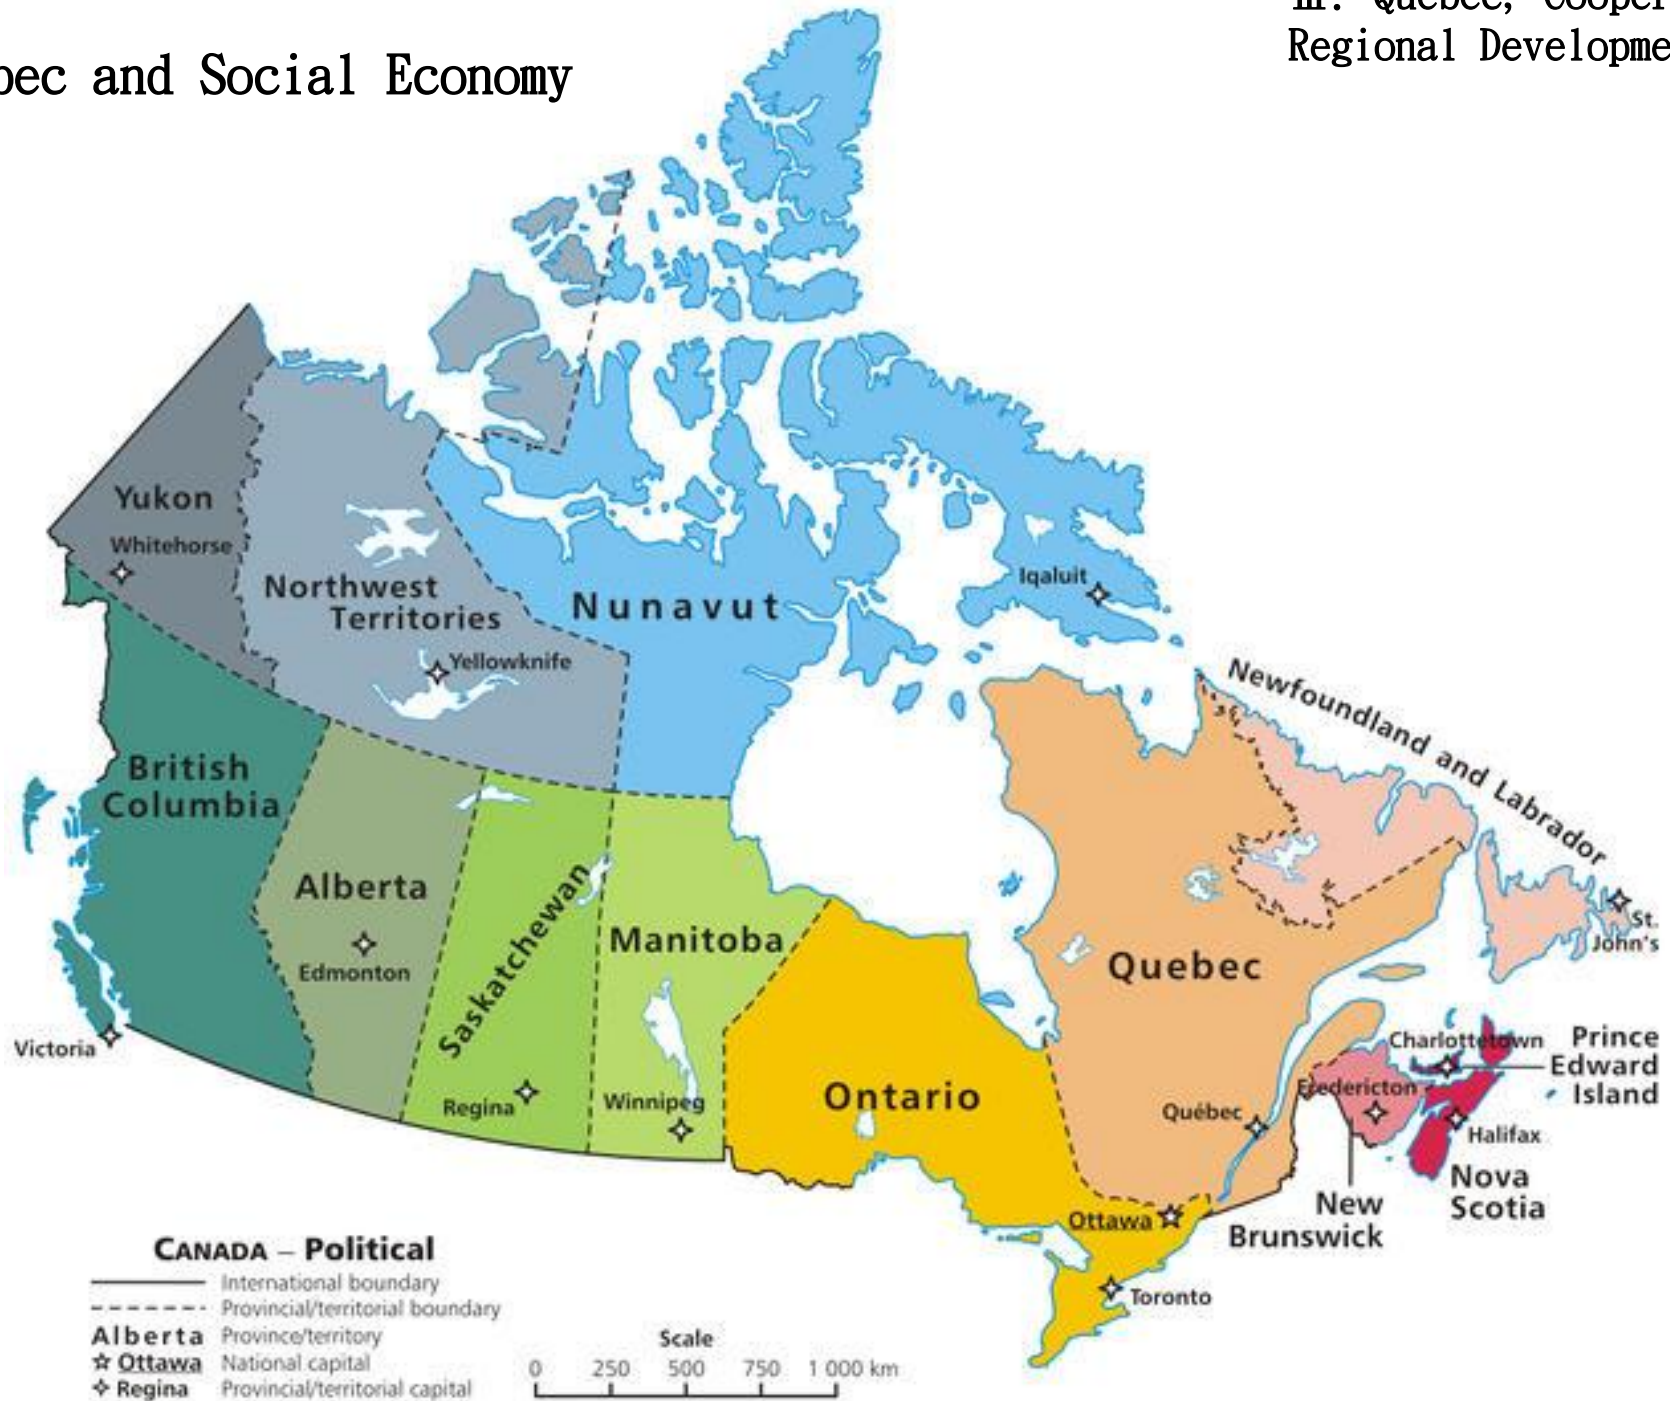 Regional
and Social Economy
Yukon
Whitehorse
Northwest
Territories
Yellowknife
Nunavut
Iqaluit
Newfoundland and Labrador
St.
John's
British
Columbia
Alberta
Edmonton
Saskatchewan
Regina
Manitoba
Winnipeg
Victoria
Ontario
Quebec
Québec
Ottawa
Toronto
Charlottetown
Prince
Edward
Island
Fredericton
Halifax
Nova
Scotia
New
Brunswick
CANADA – Political
International boundary
Provincial/territorial boundary
Alberta Province/territory
Ottawa National capital
Regina Provincial/territorial capital
Scale
0 250 500 750 1 000 km